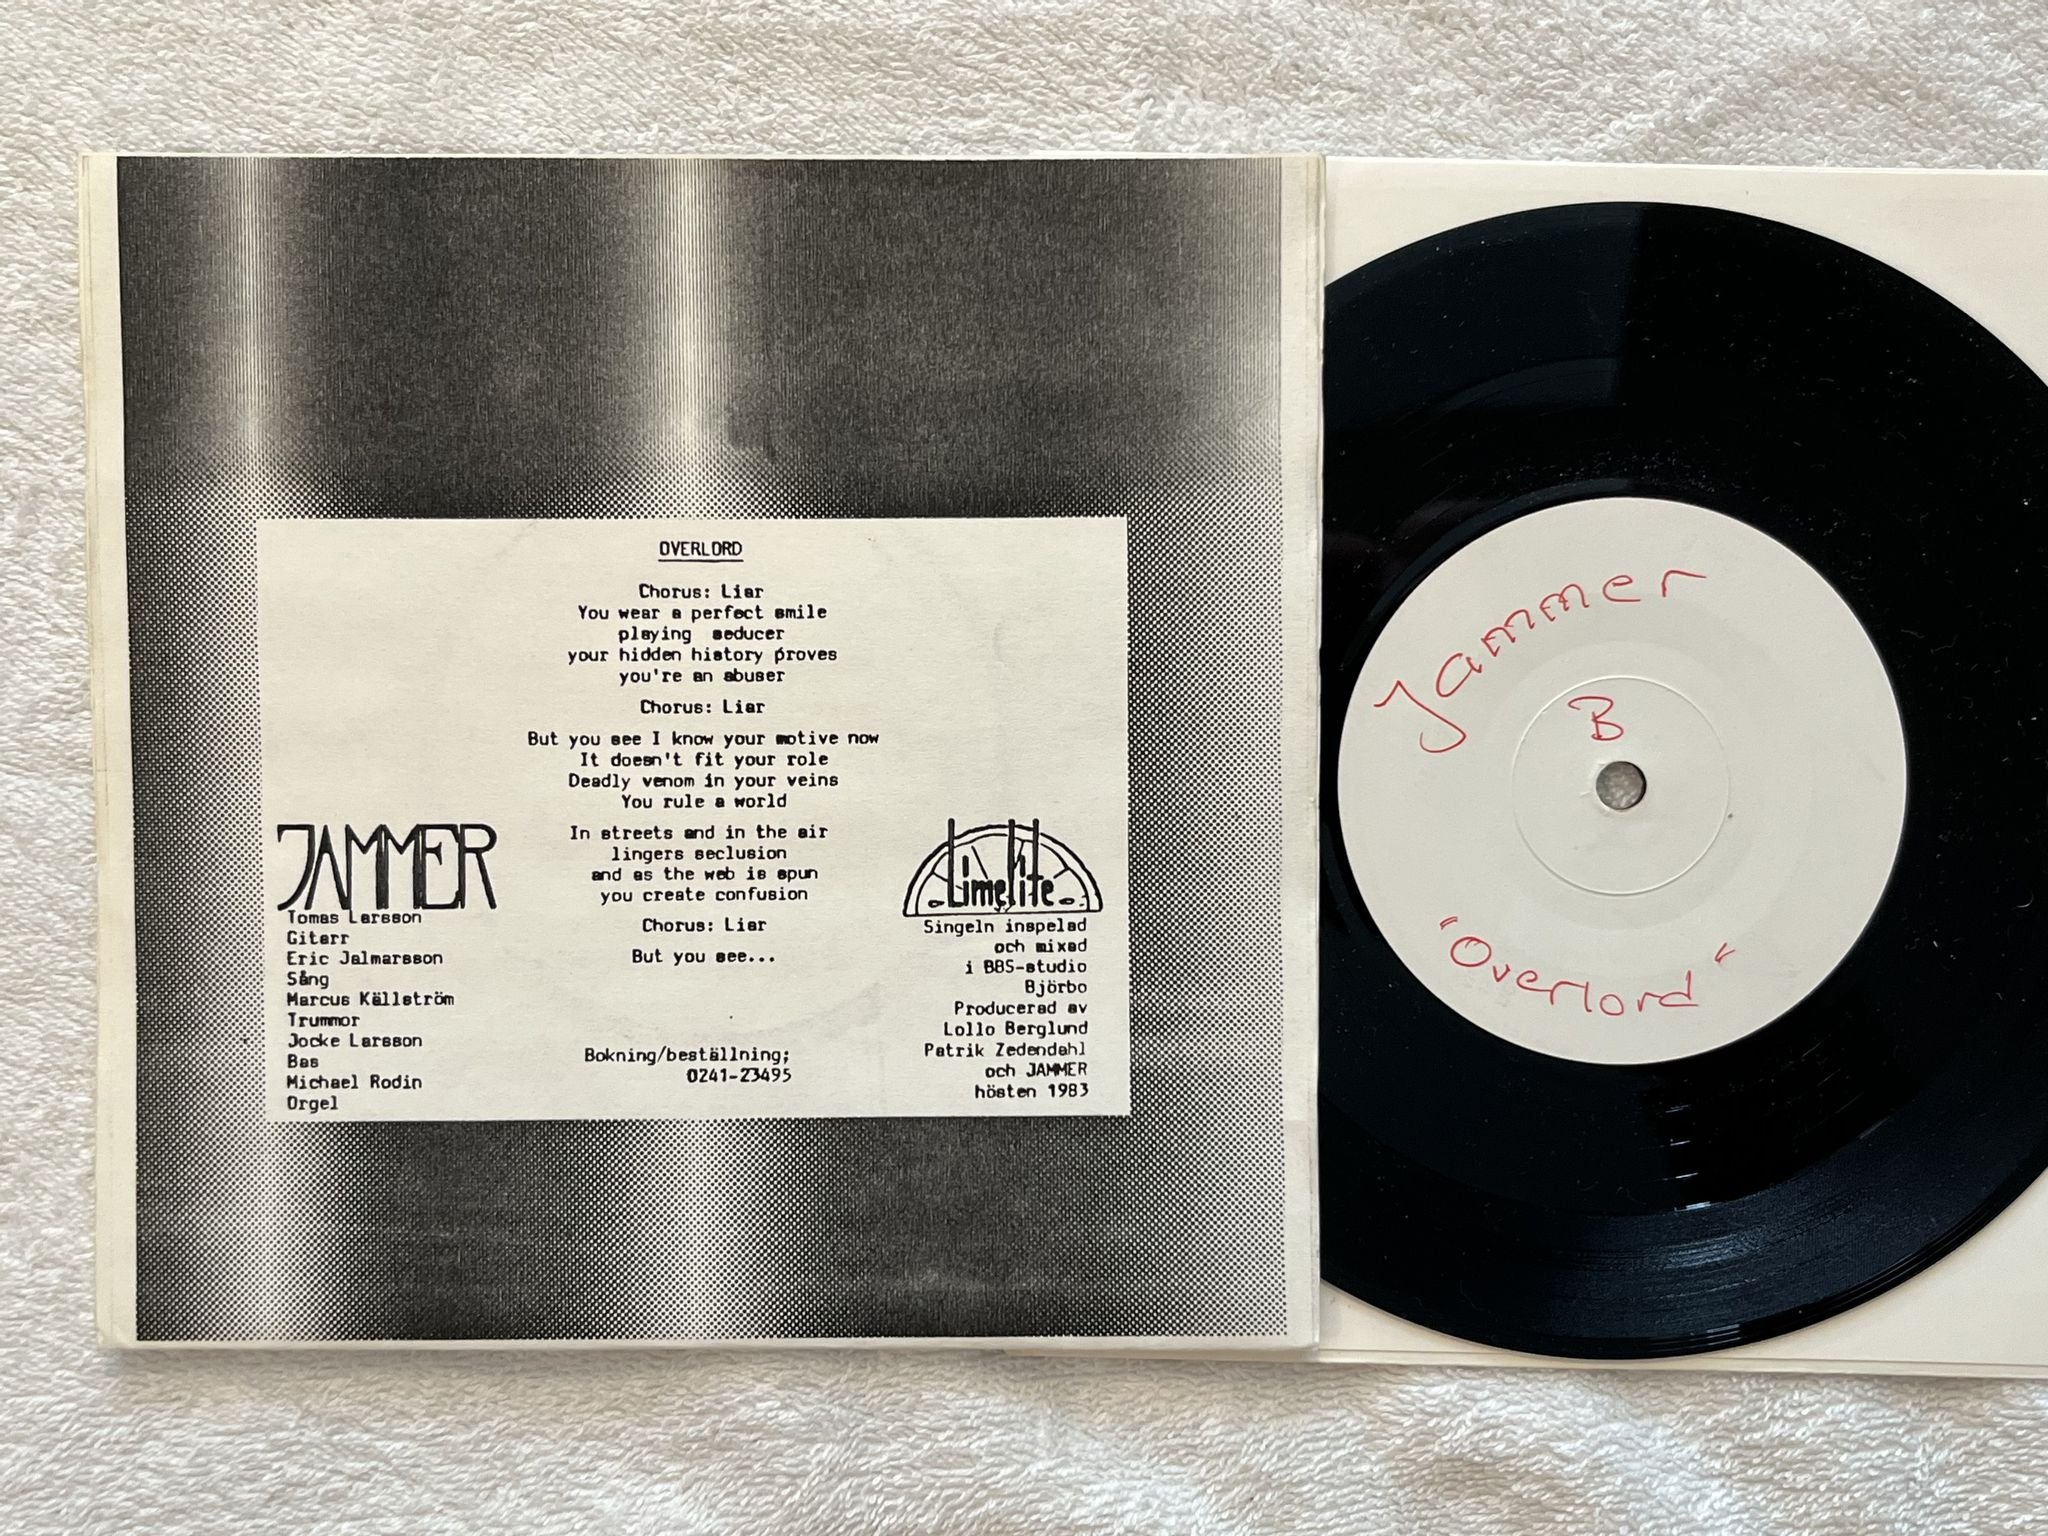 OVERLORD
Chorus: Liar
You wear a perfect smile
playing seducer
your hidden history proves
you're an abuser
Chorus: Liar
But you see I know your motive now
It doesn't fit your role
Deadly venom in your veins
You rule a world
In streets and in the air
lingers seclusion
and as the web is spun
you create confusion
Chorus: Liar
But you see...
Bokning/beställning;
0241-23495
JAMMER
Tomas Larsson
Gitarr
Eric Jalmarsson
Sång
Marcus Källström
Trummor
Jocke Larsson
Bas
Michael Rodin
Orgel
Limelite
Singeln inspelad
och mixad
i BBS-studio
Björbo
Producerad av
Lollo Berglund
Patrik Zedendahl
och JAMMER
hösten 1983
Jammer
B
"Overlord"